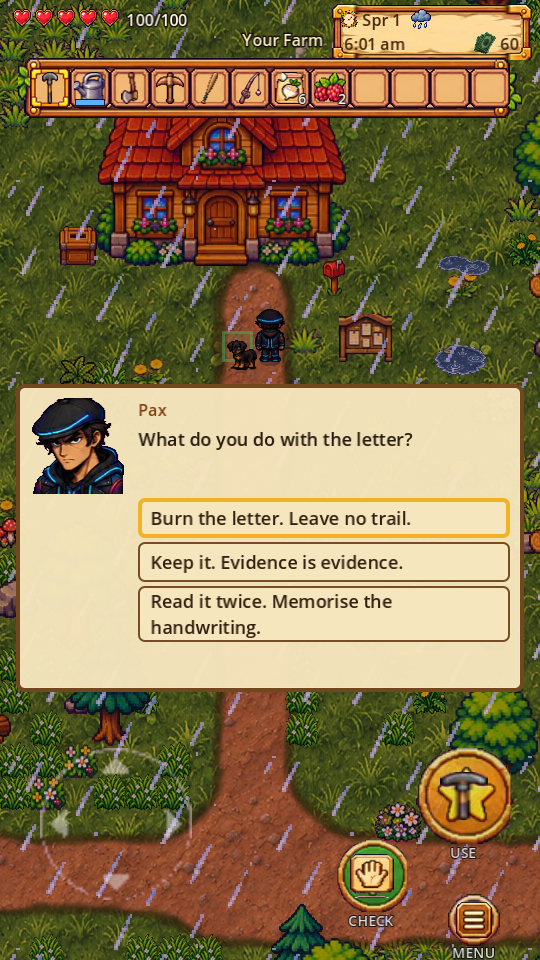 100/100
Spr 1
Your Farm
6:01 am
60
6
2
Pax
What do you do with the letter?
Burn the letter. Leave no trail.
Keep it. Evidence is evidence.
Read it twice. Memorise the
handwriting.
USE
CHECK
MENU